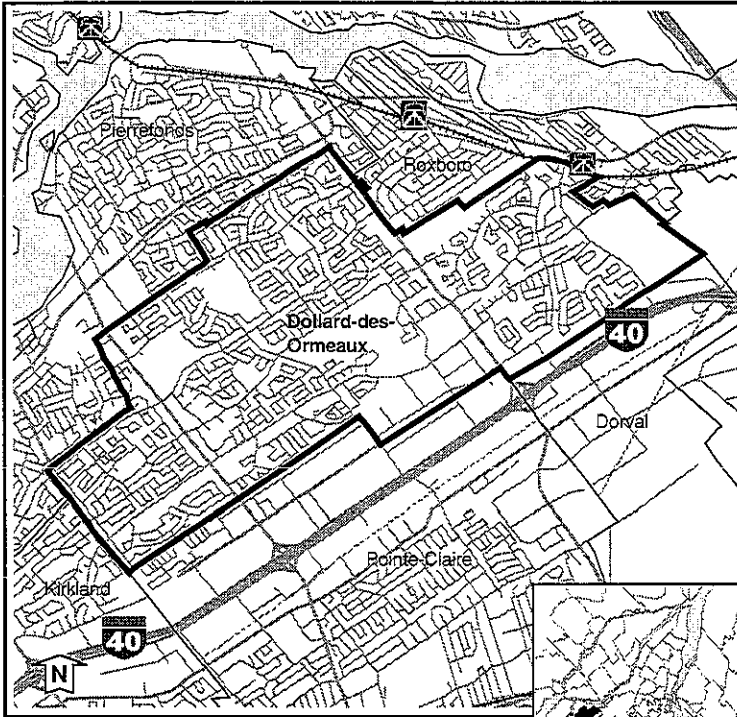 Pierrefonds
Roxboro
Dollard-des-
Ormeaux
40
Dorval
Pointe-Claire
Kirkland
40
N